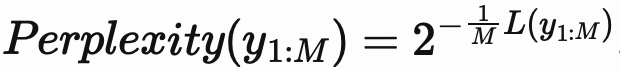 Perplexity(y_{1:M}) = 2^{-\frac{1}{M} L(y_{1:M})}.